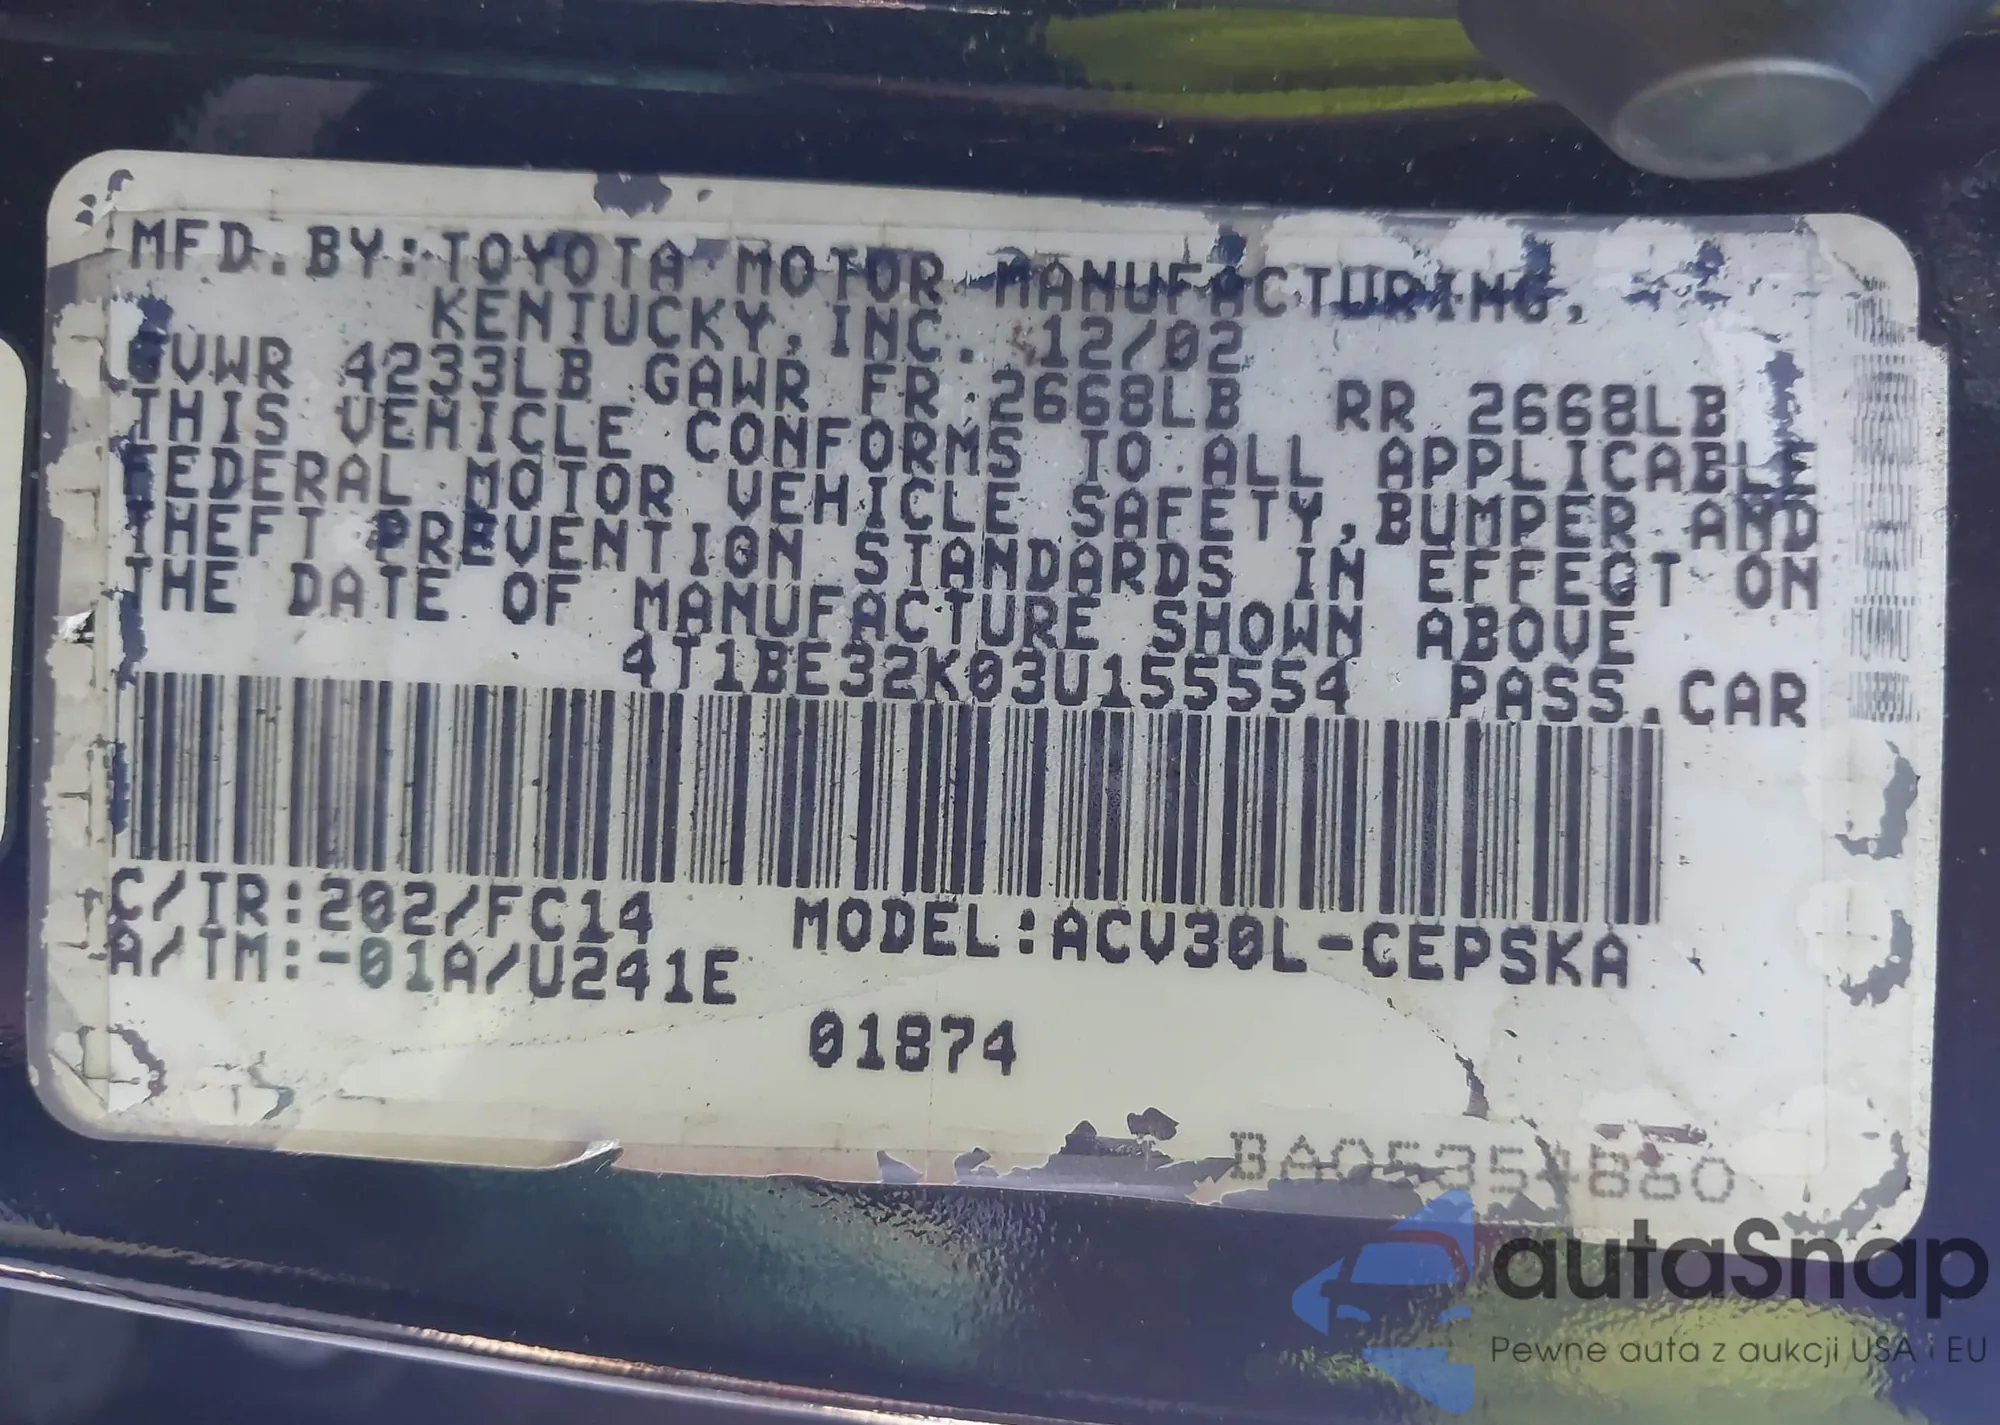 MFD.BY:TOYOTA MOTOR MANUFACTURING,
KENTUCKY,INC. 12/02
GVWR 4233LB GAWR FR 2668LB RR 2668LB
THIS VEHICLE CONFORMS TO ALL APPLICABLE
FEDERAL MOTOR VEHICLE SAFETY,BUMPER AND
THEFT PREVENTION STANDARDS IN EFFECT ON
THE DATE OF MANUFACTURE SHOWN ABOVE
4T1BE32K03U155554 PASS.CAR
C/TR:202/FC14 MODEL:ACV30L-CEPSKA
A/TM:-01A/U241E
01874
BA05354860
autaSnap
Pewne auta z aukcji USA i EU